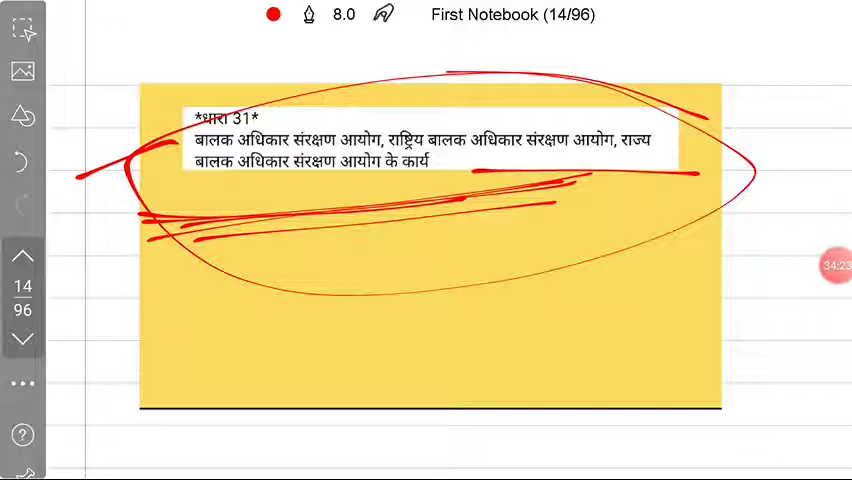 8.0
First Notebook (14/96)
*धारा 31*
बालक अधिकार संरक्षण आयोग, राष्ट्रिय बालक अधिकार संरक्षण आयोग, राज्य
बालक अधिकार संरक्षण आयोग के कार्य
14
96
34:23